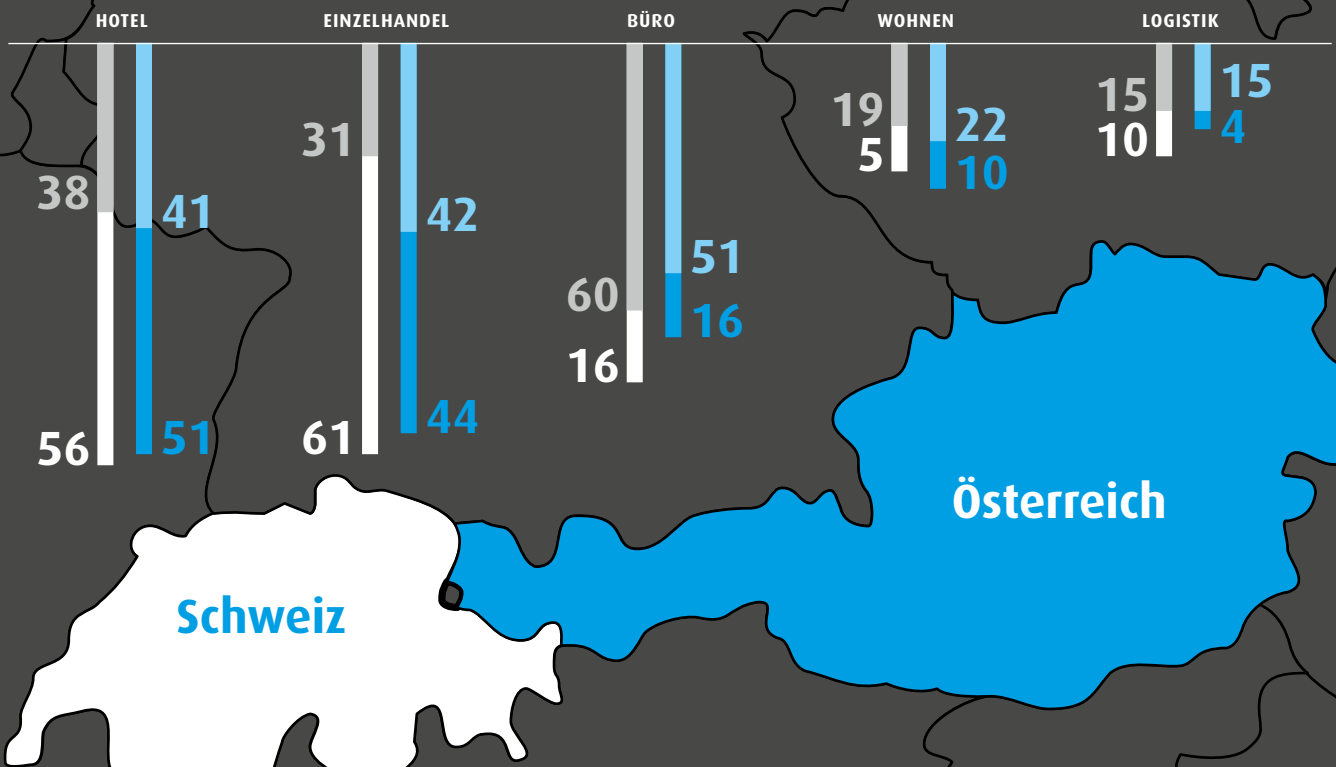 HOTEL
38
56
41
51
EINZELHANDEL
31
61
42
44
BÜRO
60
16
51
16
WOHNEN
19
5
22
10
LOGISTIK
15
10
15
4
Schweiz
Österreich